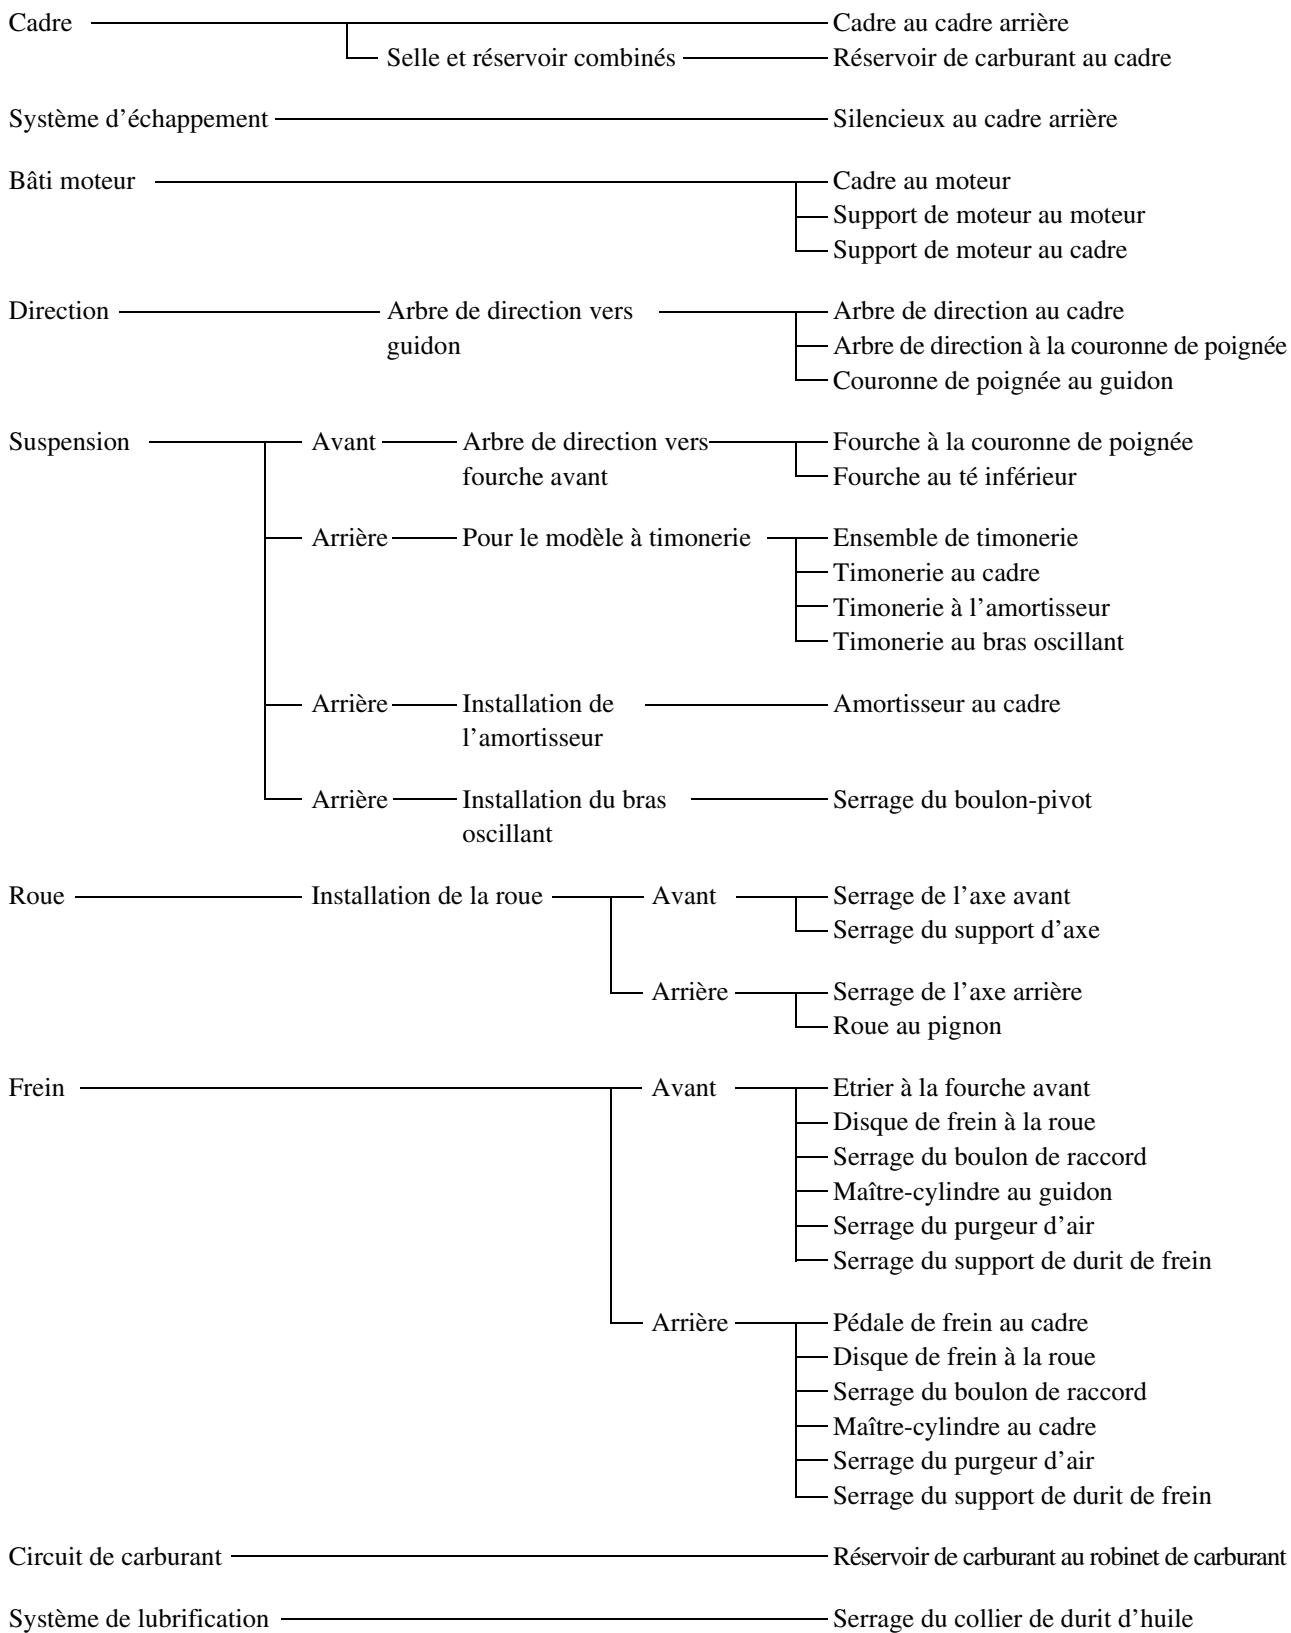 Cadre Cadre au cadre arrière
Selle et réservoir combinés Réservoir de carburant au cadre
Système d’échappement Silencieux au cadre arrière
Bâti moteur Cadre au moteur
Support de moteur au moteur
Support de moteur au cadre
Direction Arbre de direction vers Arbre de direction au cadre
guidon Arbre de direction à la couronne de poignée
Couronne de poignée au guidon
Suspension Avant Arbre de direction vers Fourche à la couronne de poignée
fourche avant Fourche au té inférieur
Arrière Pour le modèle à timonerie Ensemble de timonerie
Timonerie au cadre
Timonerie à l’amortisseur
Timonerie au bras oscillant
Arrière Installation de Amortisseur au cadre
l’amortisseur
Arrière Installation du bras Serrage du boulon-pivot
oscillant
Roue Installation de la roue Avant Serrage de l’axe avant
Serrage du support d’axe
Arrière Serrage de l’axe arrière
Roue au pignon
Frein Avant Etrier à la fourche avant
Disque de frein à la roue
Serrage du boulon de raccord
Maître-cylindre au guidon
Serrage du purgeur d’air
Serrage du support de durit de frein
Arrière Pédale de frein au cadre
Disque de frein à la roue
Serrage du boulon de raccord
Maître-cylindre au cadre
Serrage du purgeur d’air
Serrage du support de durit de frein
Circuit de carburant Réservoir de carburant au robinet de carburant
Système de lubrification Serrage du collier de durit d’huile